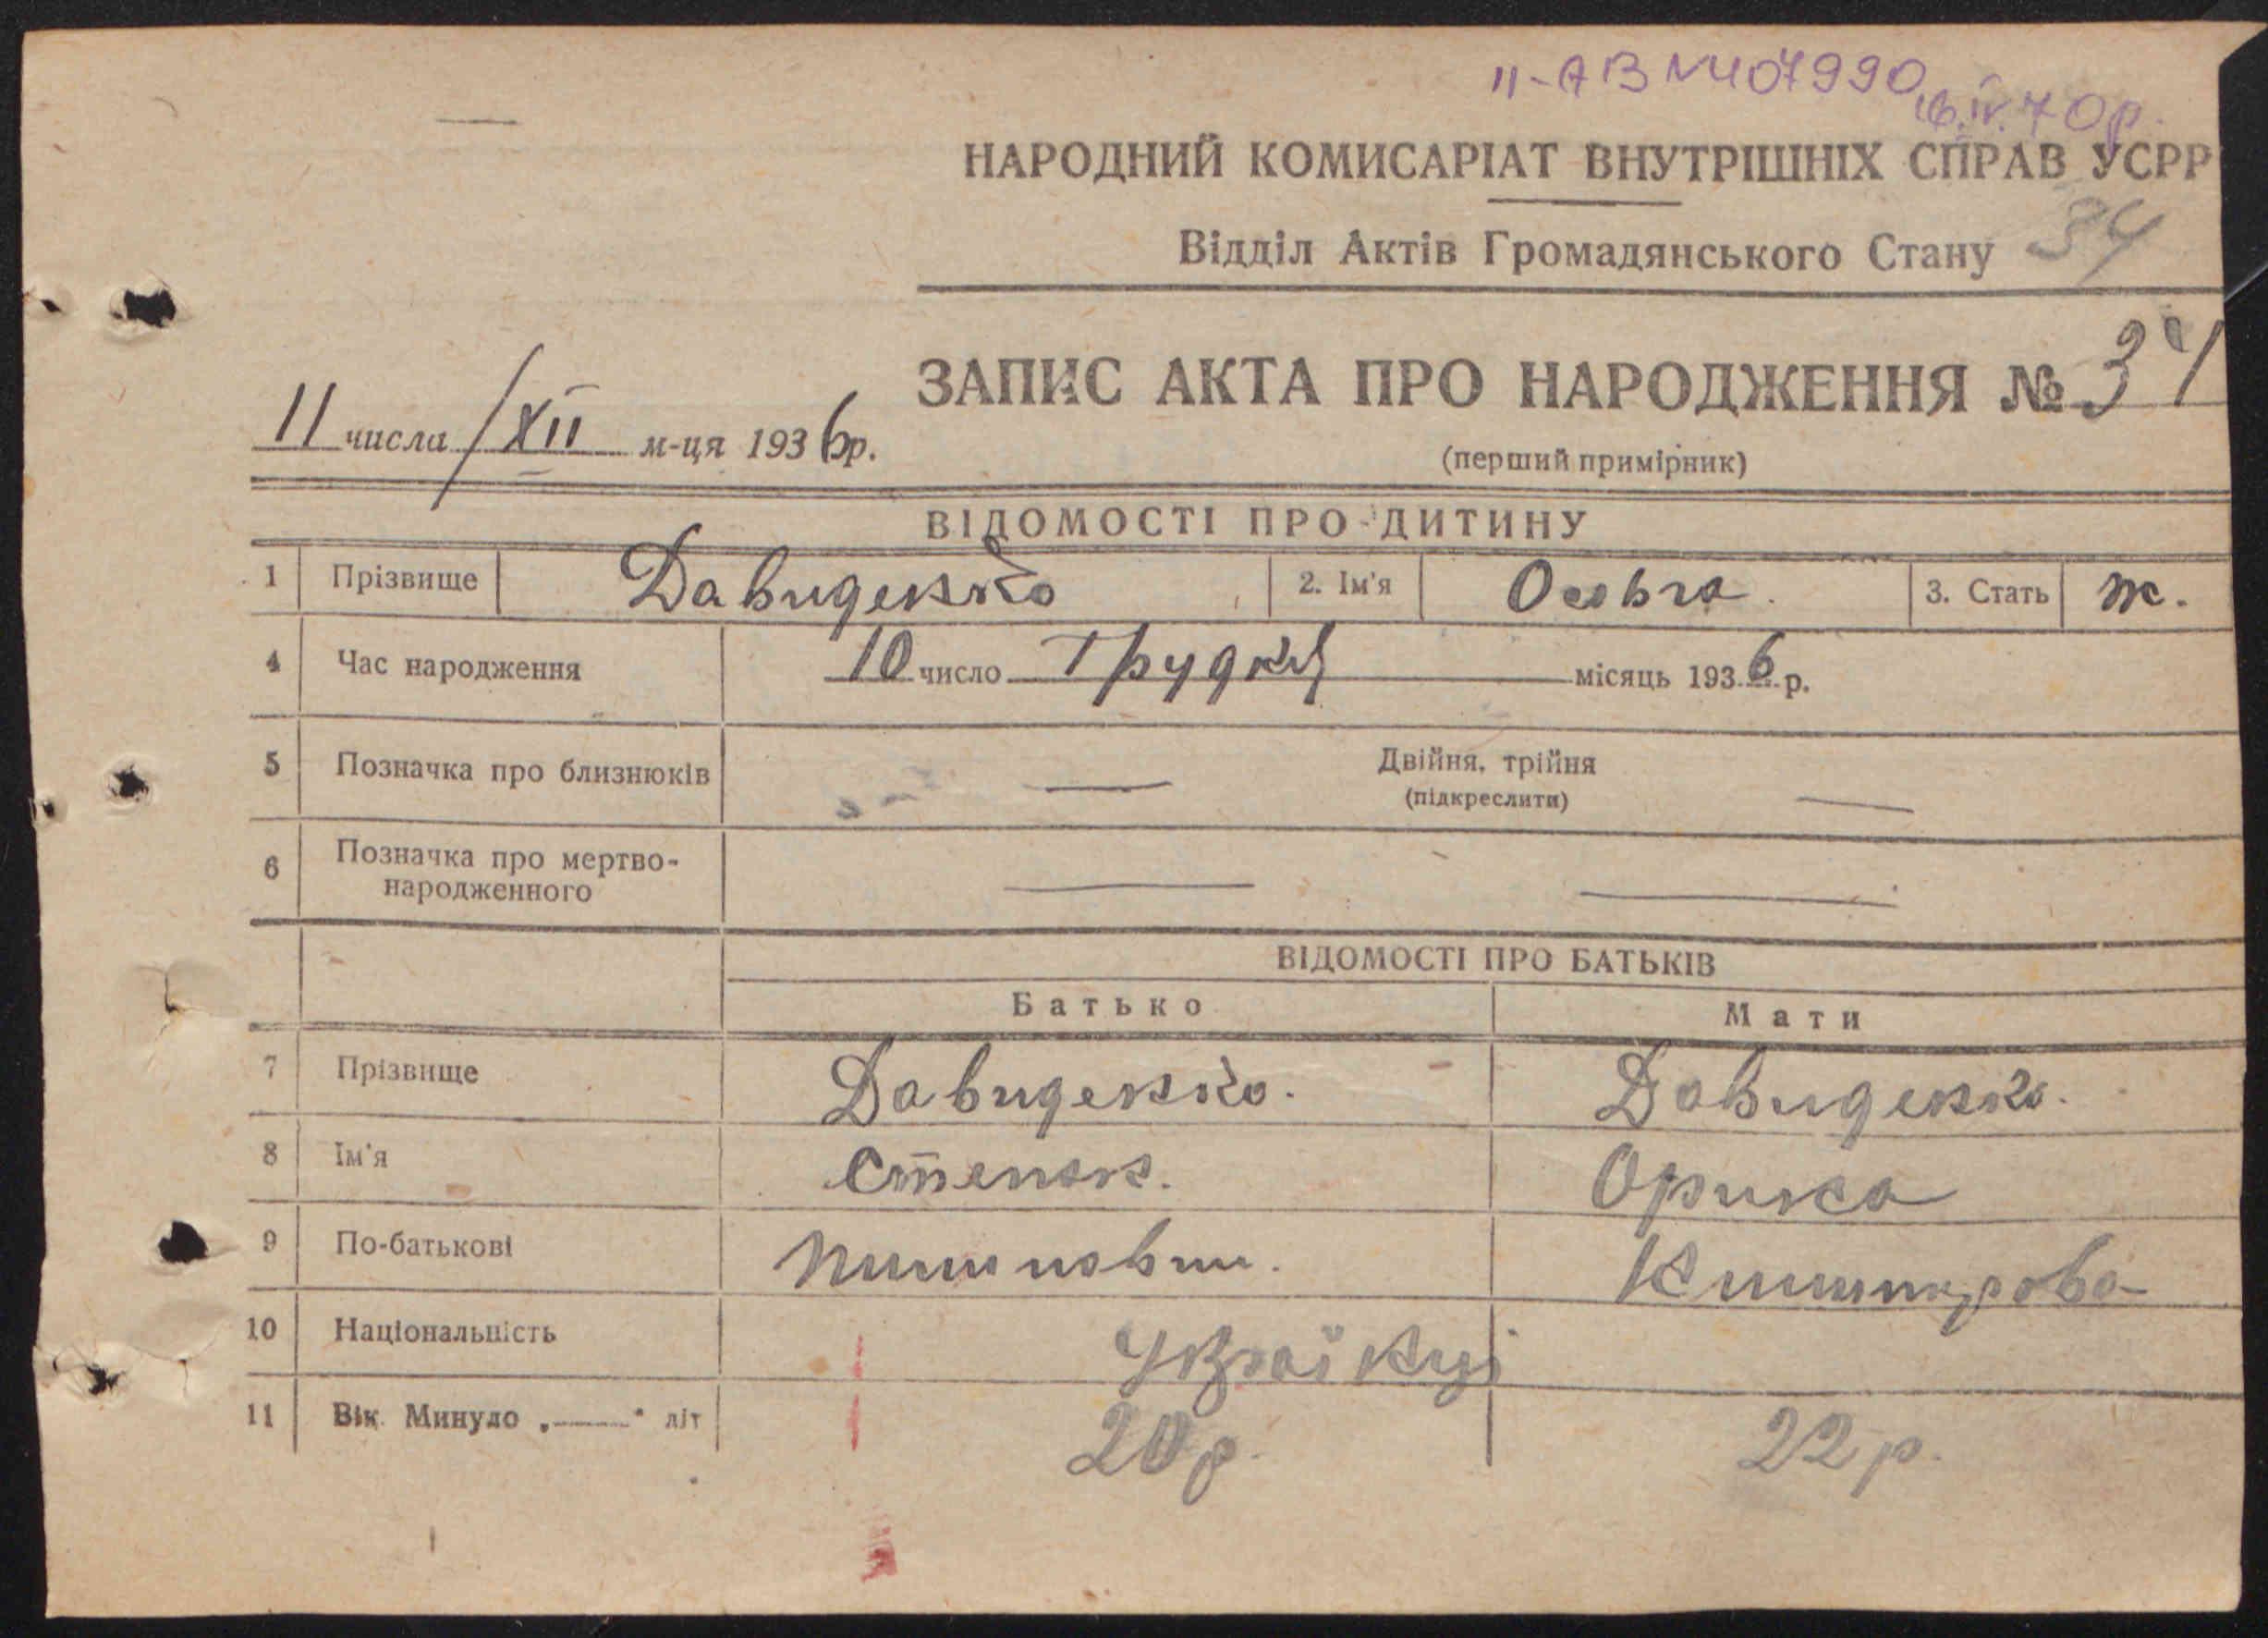 II-АВ №407990
16.IV.70р.
НАРОДНИЙ КОМИСАРІАТ ВНУТРІШНІХ СПРАВ УСРР
Відділ Актів Громадянського Стану 34
ЗАПИС АКТА ПРО НАРОДЖЕННЯ № 34
11 числа XII м-ця 1936р.
(перший примірник)
ВІДОМОСТІ ПРО ДИТИНУ
1 Прізвище Давиденко 2. Ім'я Ольга. 3. Стать ж.
4 Час народження 10 число Грудня місяць 1936 р.
5 Позначка про близнюків — Двійня, трійня —
(підкреслити)
6 Позначка про мертво-
народженного
ВІДОМОСТІ ПРО БАТЬКІВ
Батько Мати
7 Прізвище Давиденко. Давиденко.
8 Ім'я Степан. Орина
9 По-батькові
10 Національність Українці
11 Вік Минуло „——" літ 20р. 22р.